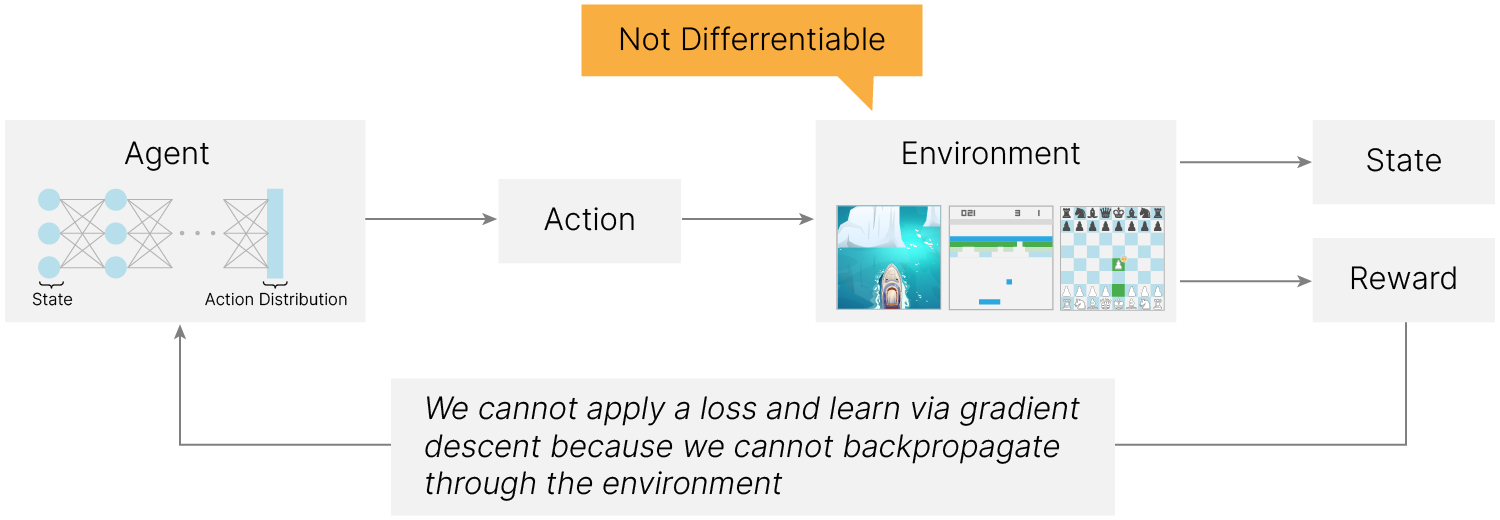 Not Differrentiable
Agent
State
Action Distribution
Action
Environment
021 3 1
State
Reward
We cannot apply a loss and learn via gradient
descent because we cannot backpropagate
through the environment